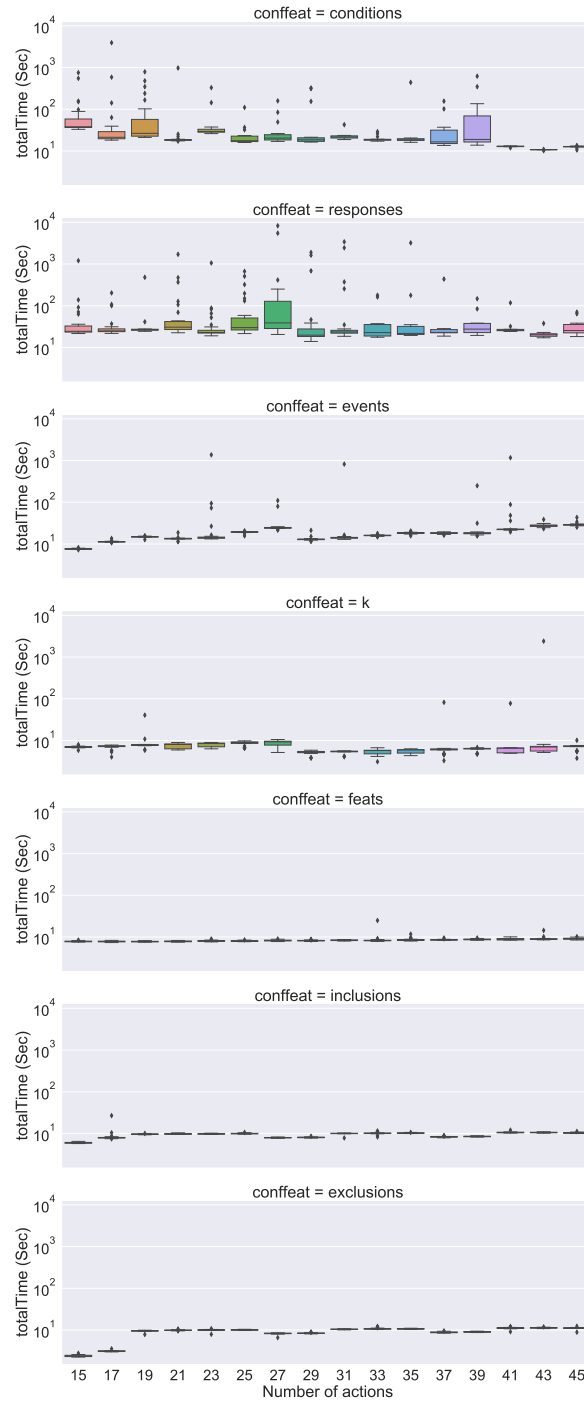 conffeat = conditions
totalTime (Sec)
10^4
10^3
10^2
10^1
conffeat = responses
totalTime (Sec)
10^4
10^3
10^2
10^1
conffeat = events
totalTime (Sec)
10^4
10^3
10^2
10^1
conffeat = k
totalTime (Sec)
10^4
10^3
10^2
10^1
conffeat = feats
totalTime (Sec)
10^4
10^3
10^2
10^1
conffeat = inclusions
totalTime (Sec)
10^4
10^3
10^2
10^1
conffeat = exclusions
totalTime (Sec)
10^4
10^3
10^2
10^1
15 17 19 21 23 25 27 29 31 33 35 37 39 41 43 45
Number of actions